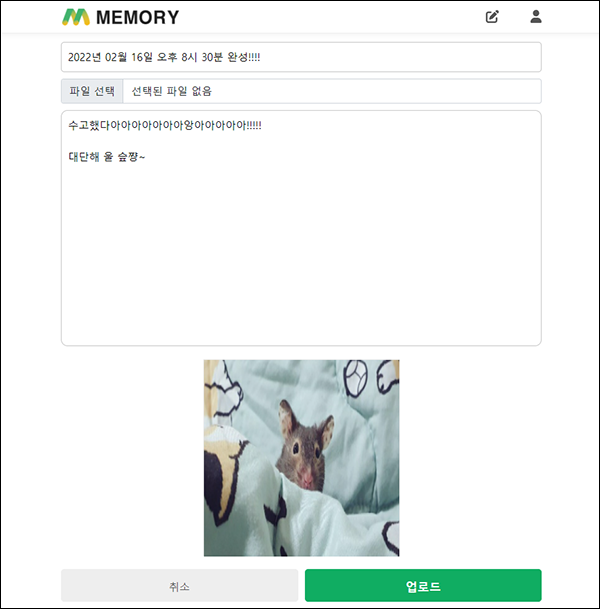 MEMORY
2022년 02월 16일 오후 8시 30분 완성!!!!
파일 선택 선택된 파일 없음
수고했다아아아아아아아앙아아아아아!!!!!
대단해 울 슾쨩~
취소 업로드